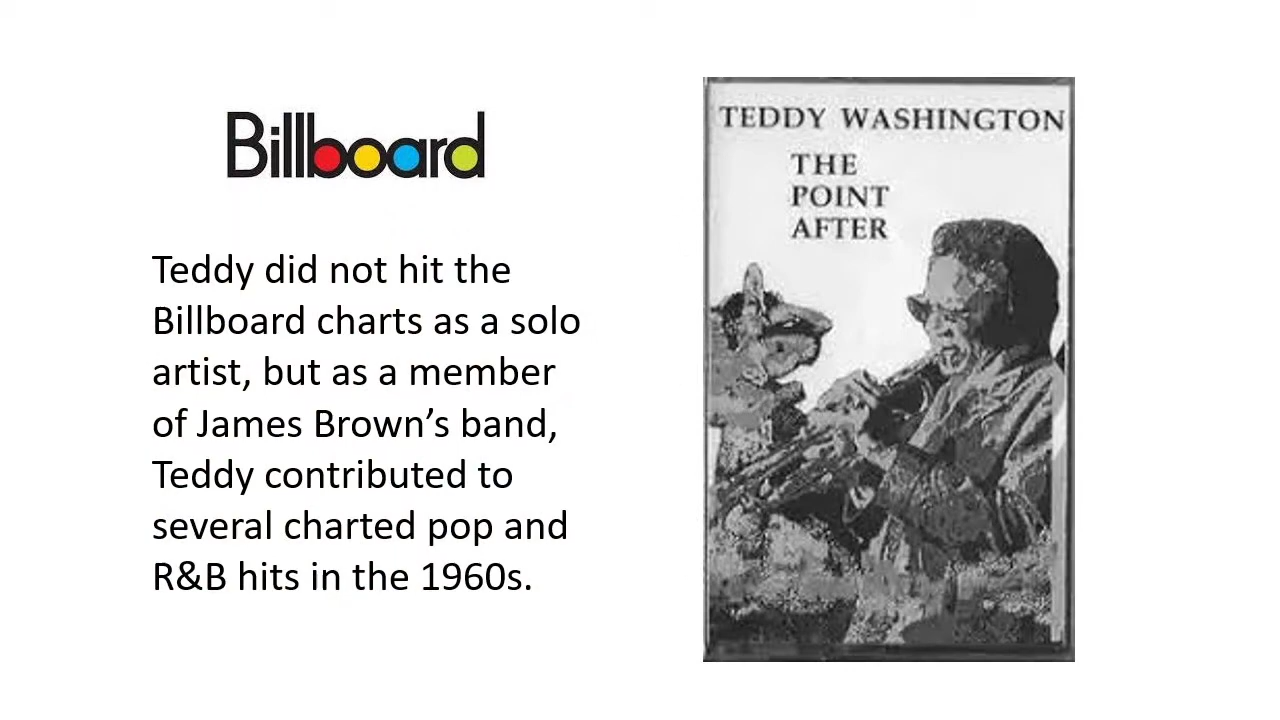 Billboard
Teddy did not hit the
Billboard charts as a solo
artist, but as a member
of James Brown’s band,
Teddy contributed to
several charted pop and
R&B hits in the 1960s.
TEDDY WASHINGTON
THE
POINT
AFTER